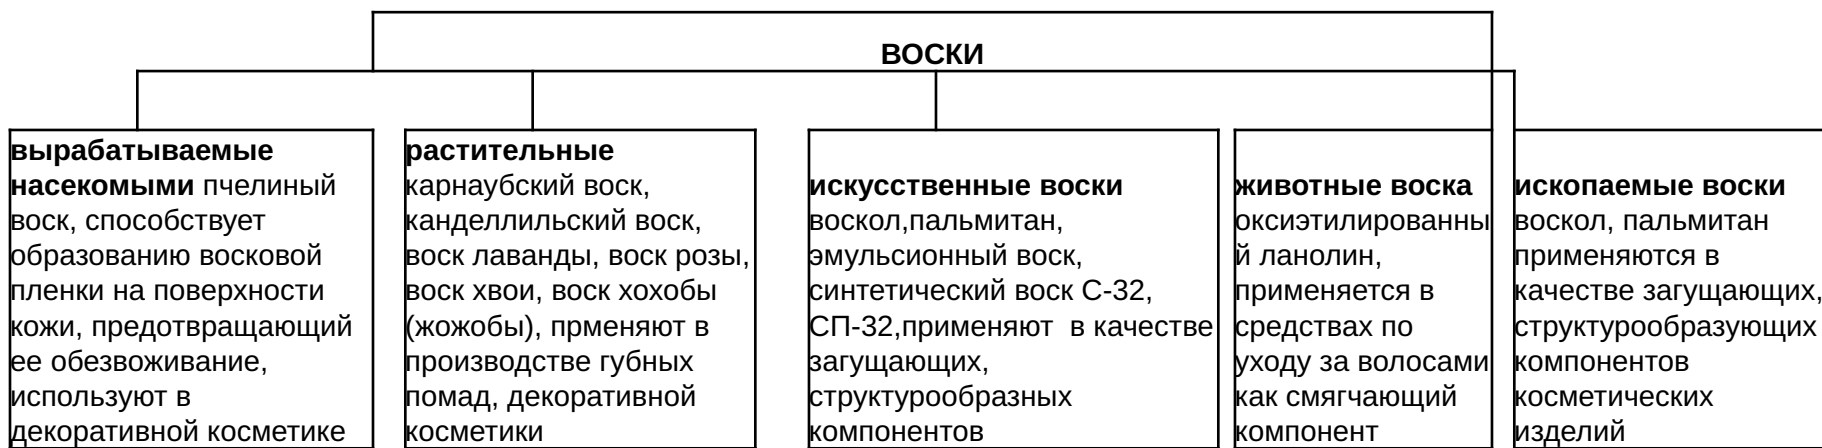 ВОСКИ
вырабатываемые
насекомыми пчелиный
воск, способствует
образованию восковой
пленки на поверхности
кожи, предотвращающий
ее обезвоживание,
используют в
декоративной косметике
растительные
карнаубский воск,
канделлильский воск,
воск лаванды, воск розы,
воск хвои, воск хохобы
(жожобы), прменяют в
производстве губных
помад, декоративной
косметики
искусственные воски
воскол,пальмитан,
эмульсионный воск,
синтетический воск С-32,
СП-32,применяют в качестве
загущающих,
структурообразных
компонентов
животные воска
оксиэтилированны
й ланолин,
применяется в
средствах по
уходу за волосами
как смягчающий
компонент
ископаемые воски
воскол, пальмитан
применяются в
качестве загущающих,
структурообразующих
компонентов
косметических
изделий